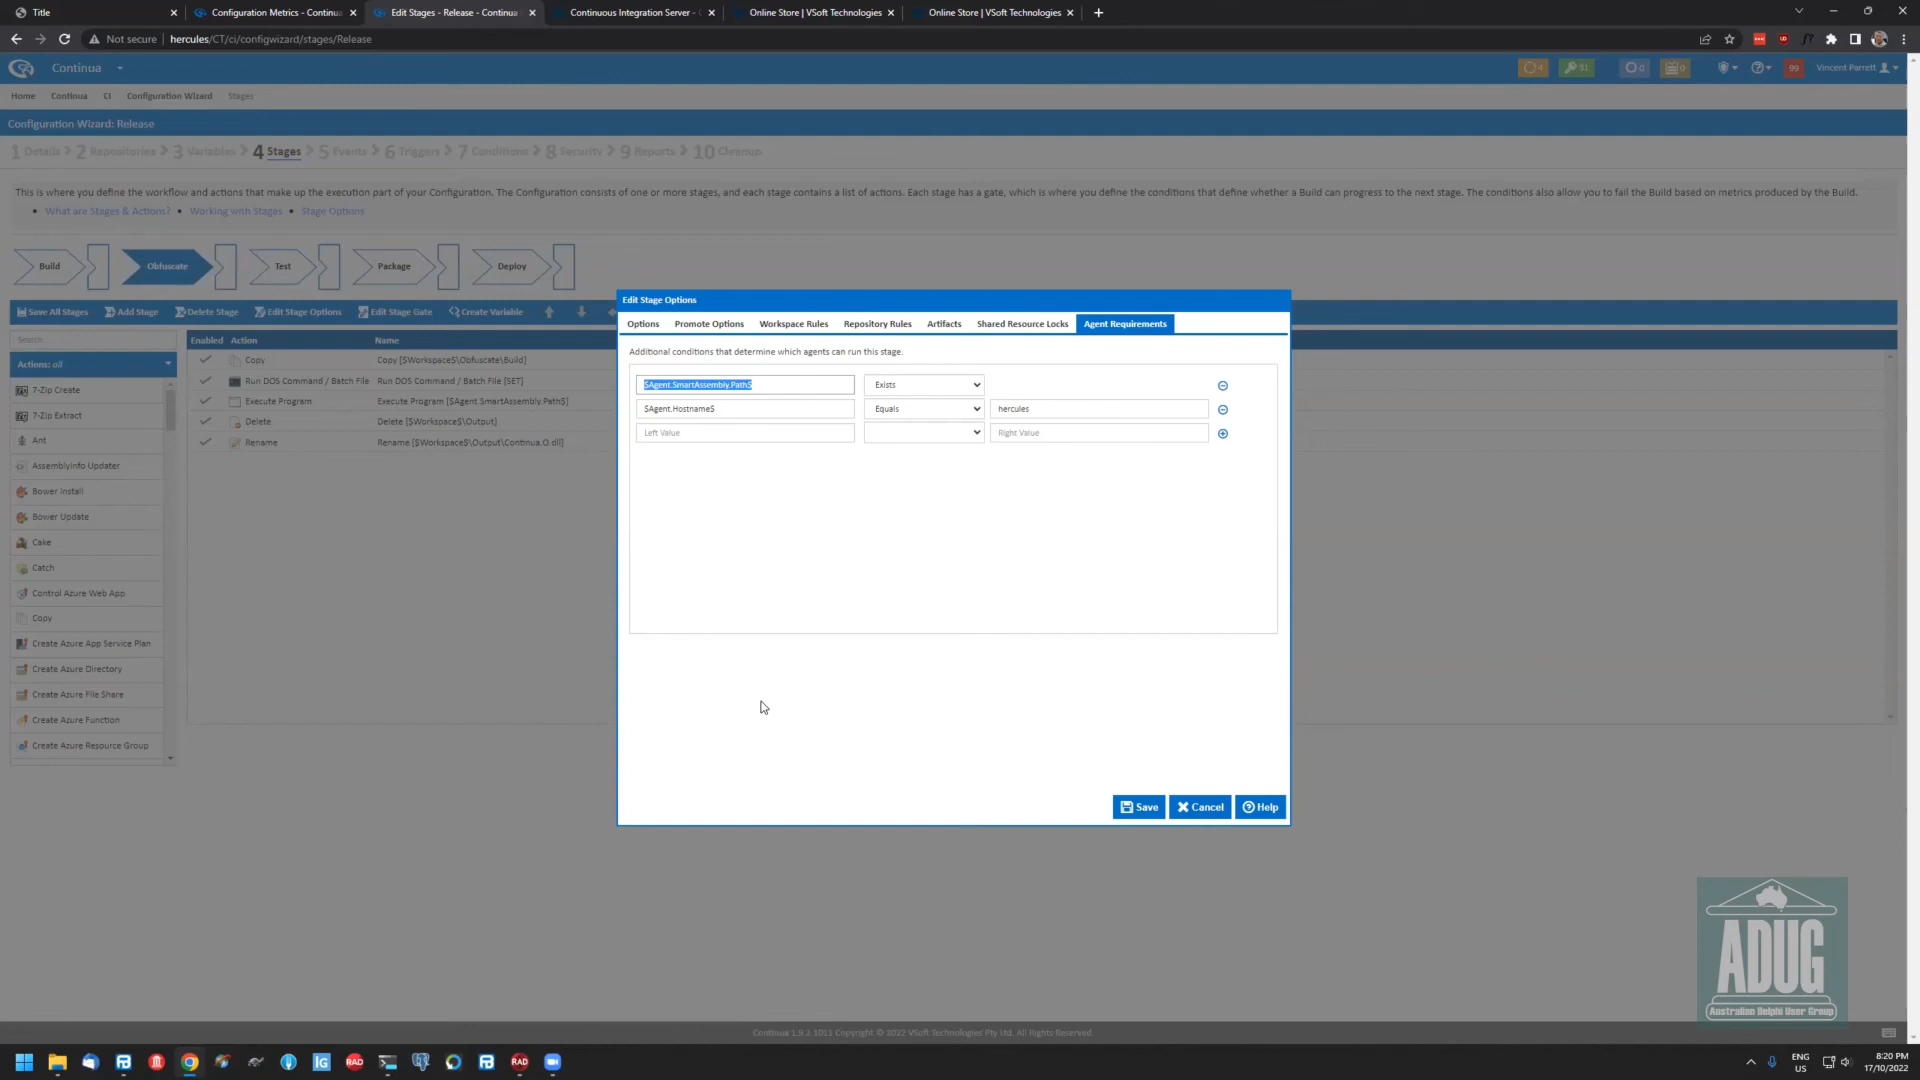 Title
Configuration Metrics - Continua
Edit Stages - Release - Continua
Continuous Integration Server -
Online Store | VSoft Technologies
Online Store | VSoft Technologies
Not secure
hercules/CT/ci/configwizard/stages/Release
Continua
Vincent Parrett
Home Continua CI Configuration Wizard Stages
Configuration Wizard: Release
1 Details 2 Repositories 3 Variables 4 Stages 5 Events 6 Triggers 7 Conditions 8 Security 9 Reports 10 Cleanup
This is where you define the workflow and actions that make up the execution part of your Configuration. The Configuration consists of one or more stages, and each stage contains a list of actions. Each stage has a gate, which is where you define the conditions that define whether a Build can progress to the next stage. The conditions also allow you to fail the Build based on metrics produced by the Build.
What are Stages & Actions? Working with Stages Stage Options
Build Obfuscate Test Package Deploy
Save All Stages Add Stage Delete Stage Edit Stage Options Edit Stage Gate Create Variable
Search...
Actions: all
7-Zip Create
7-Zip Extract
Ant
AssemblyInfo Updater
Bower Install
Bower Update
Cake
Catch
Control Azure Web App
Copy
Create Azure App Service Plan
Create Azure Directory
Create Azure File Share
Create Azure Function
Create Azure Resource Group
Enabled Action Name
Copy Copy [$Workspace$\Obfuscate\Build]
Run DOS Command / Batch File Run DOS Command / Batch File [SET]
Execute Program Execute Program [$Agent.SmartAssembly.Path$]
Delete Delete [$Workspace$\Output]
Rename Rename [$Workspace$\Output\Continua.O.dll]
Edit Stage Options
Options Promote Options Workspace Rules Repository Rules Artifacts Shared Resource Locks Agent Requirements
Additional conditions that determine which agents can run this stage.
$Agent.SmartAssembly.Path$ Exists
$Agent.Hostname$ Equals hercules
Left Value Right Value
Save Cancel Help
ADUG
Australian Delphi User Group
Continua 1.9.2.1011 Copyright © 2022 VSoft Technologies Pty Ltd. All Rights Reserved.
IG
RAD
RAD
ENG
US
8:20 PM
17/10/2022